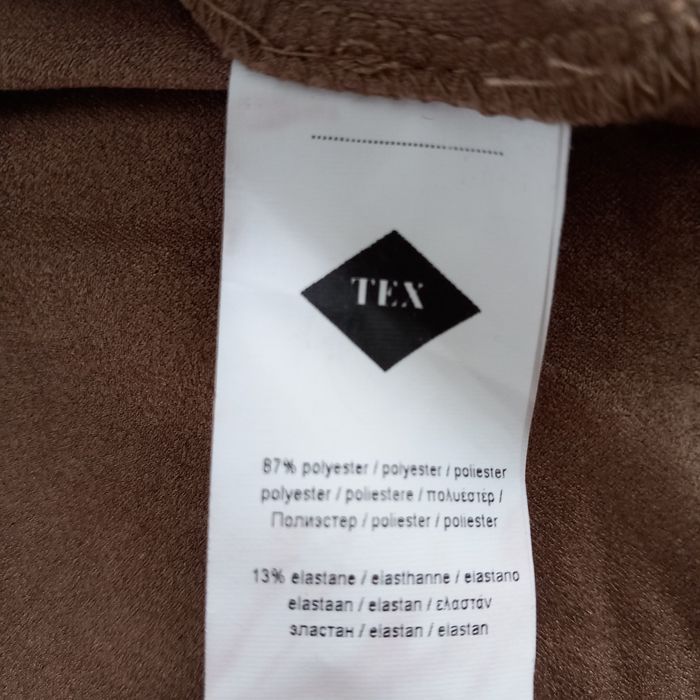 TEX
87% polyester / polyester / poliester
polyester / poliestere / πολυεστέρ /
Полиэстер / poliester / poliester
13% elastane / elasthanne / elastano
elastaan / elastan / ελαστάν
эластан / elastan / elastan